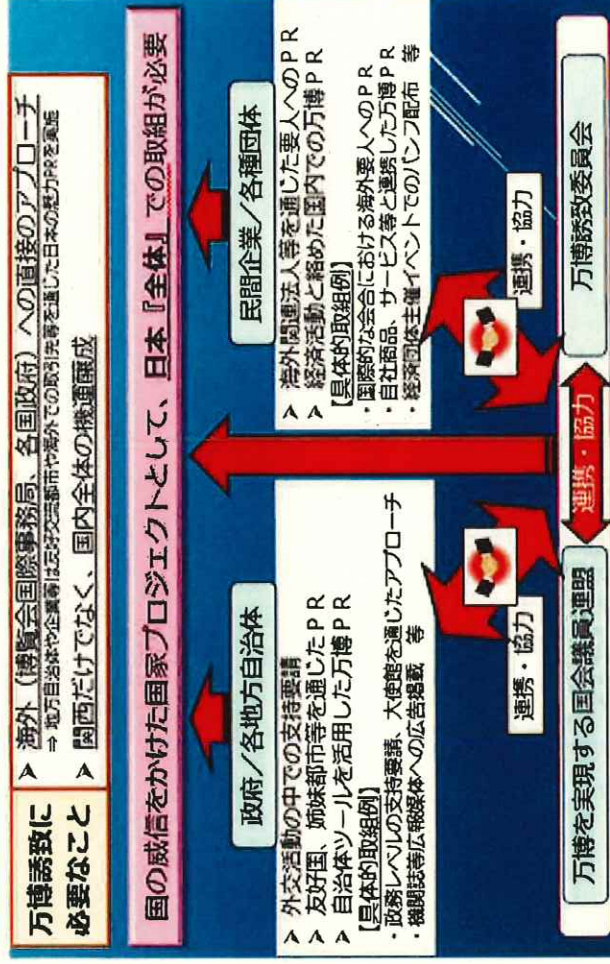 万博誘致に
必要なこと
➢ 海外（博覧会国際事務局、各国政府）への直接のアプローチ
⇒ 地方自治体や企業等は友好交流都市や海外での取引先等を通じた日本の魅力PRを実施
➢ 関西だけでなく、国内全体の機運醸成
国の威信をかけた国家プロジェクトとして、日本『全体』での取組が必要
政府／各地方自治体
➢ 外交活動の中での支持要請
➢ 友好国、姉妹都市等を通じたＰＲ
➢ 自治体ツールを活用した万博ＰＲ
【具体的取組例】
・政務レベルの支持要請、大使館を通じたアプローチ
・機関誌等広報媒体への広告掲載　等
民間企業／各種団体
➢ 海外関連法人等を通じた要人へのＰＲ
➢ 経済活動と絡めた国内での万博ＰＲ
【具体的取組例】
・国際的な会合における海外要人へのＰＲ
・自社商品、サービス等と連携した万博ＰＲ
・経済団体主催イベントでのパンフ配布　等
連携・協力
連携・協力
万博を実現する国会議員連盟
連携・協力
万博誘致委員会